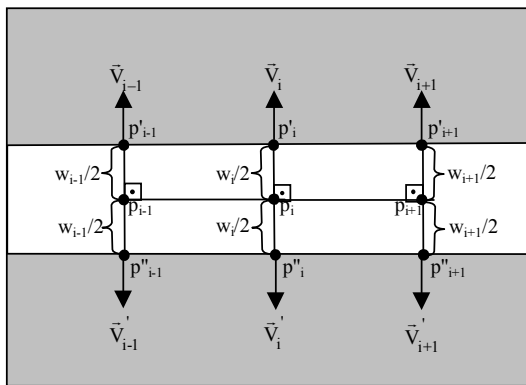 V⃗ᵢ₋₁ V⃗ᵢ V⃗ᵢ₊₁
p'ᵢ₋₁ p'ᵢ p'ᵢ₊₁
wᵢ₋₁/2 wᵢ/2 wᵢ₊₁/2
pᵢ₋₁ pᵢ pᵢ₊₁
wᵢ₋₁/2 wᵢ/2 wᵢ₊₁/2
p"ᵢ₋₁ p"ᵢ p"ᵢ₊₁
V⃗'ᵢ₋₁ V⃗'ᵢ V⃗'ᵢ₊₁